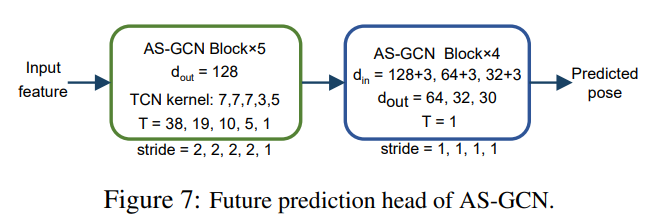 Input
feature
AS-GCN Block×5
dout = 128
TCN kernel: 7,7,7,3,5
T = 38, 19, 10, 5, 1
stride = 2, 2, 2, 2, 1
AS-GCN Block×4
din = 128+3, 64+3, 32+3
dout = 64, 32, 30
T = 1
stride = 1, 1, 1, 1
Predicted
pose
Figure 7: Future prediction head of AS-GCN.